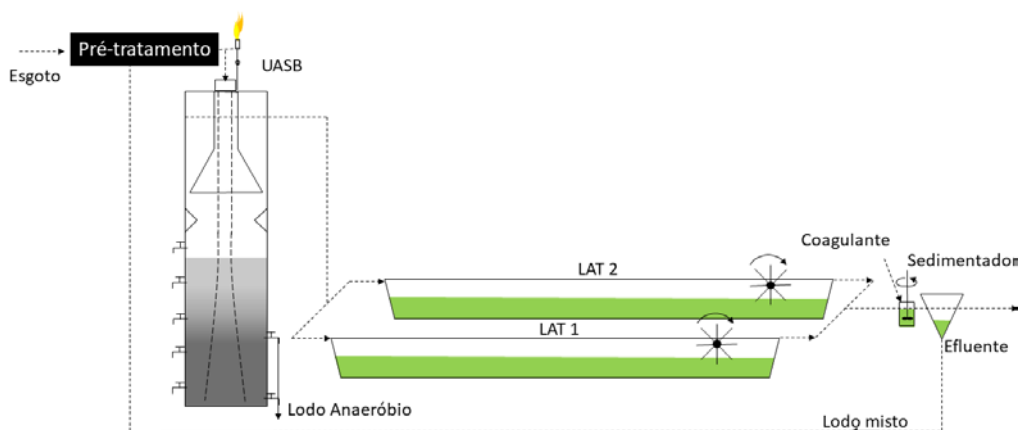 Pré-tratamento
Esgoto
UASB
Coagulante
Sedimentador
LAT 2
LAT 1
Efluente
Lodo Anaeróbio
Lodo misto